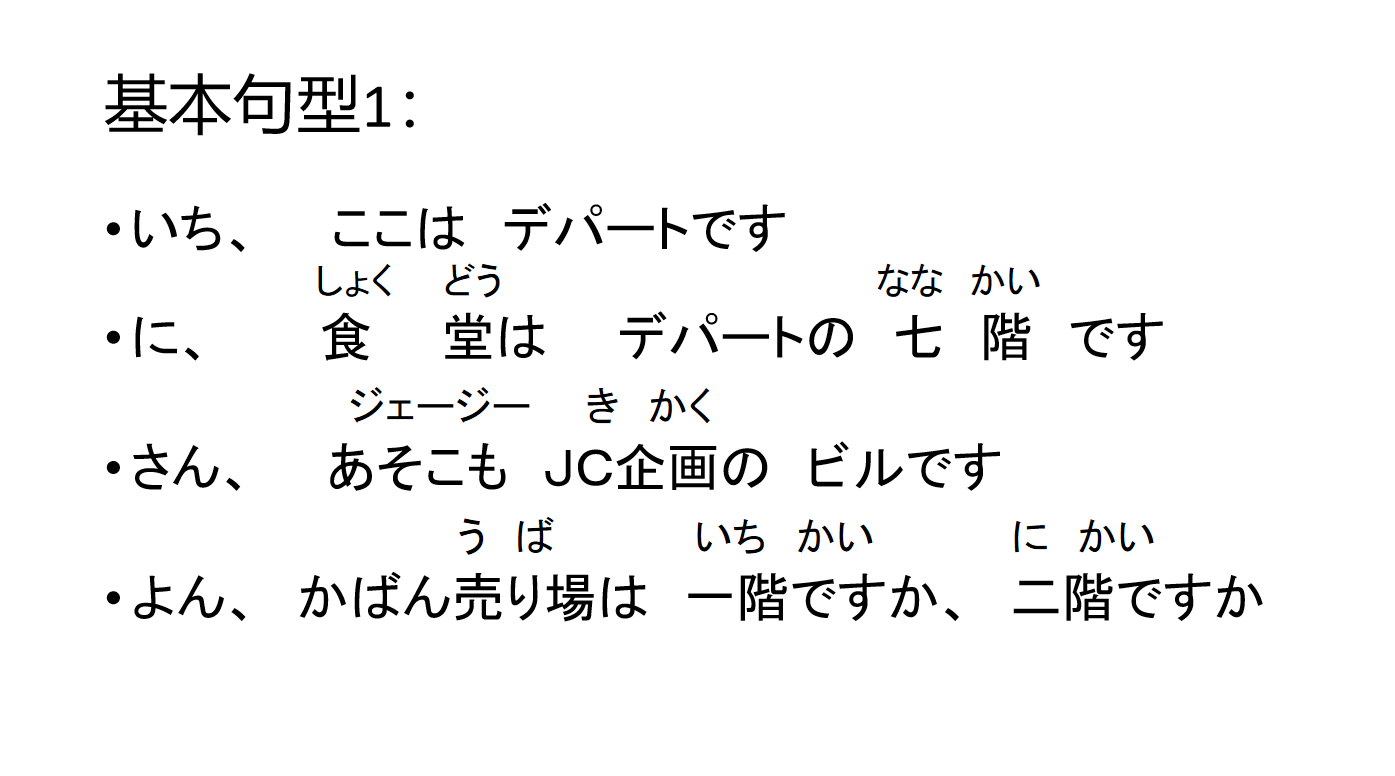 基本句型1：
•いち、　ここは　デパートです
しょく　どう　なな　かい
•に、　食　堂は　デパートの　七　階　です
ジェージー　き　かく
•さん、　あそこも　JC企画の　ビルです
う　ば　いち　かい　に　かい
•よん、　かばん売り場は　一階ですか、　二階ですか